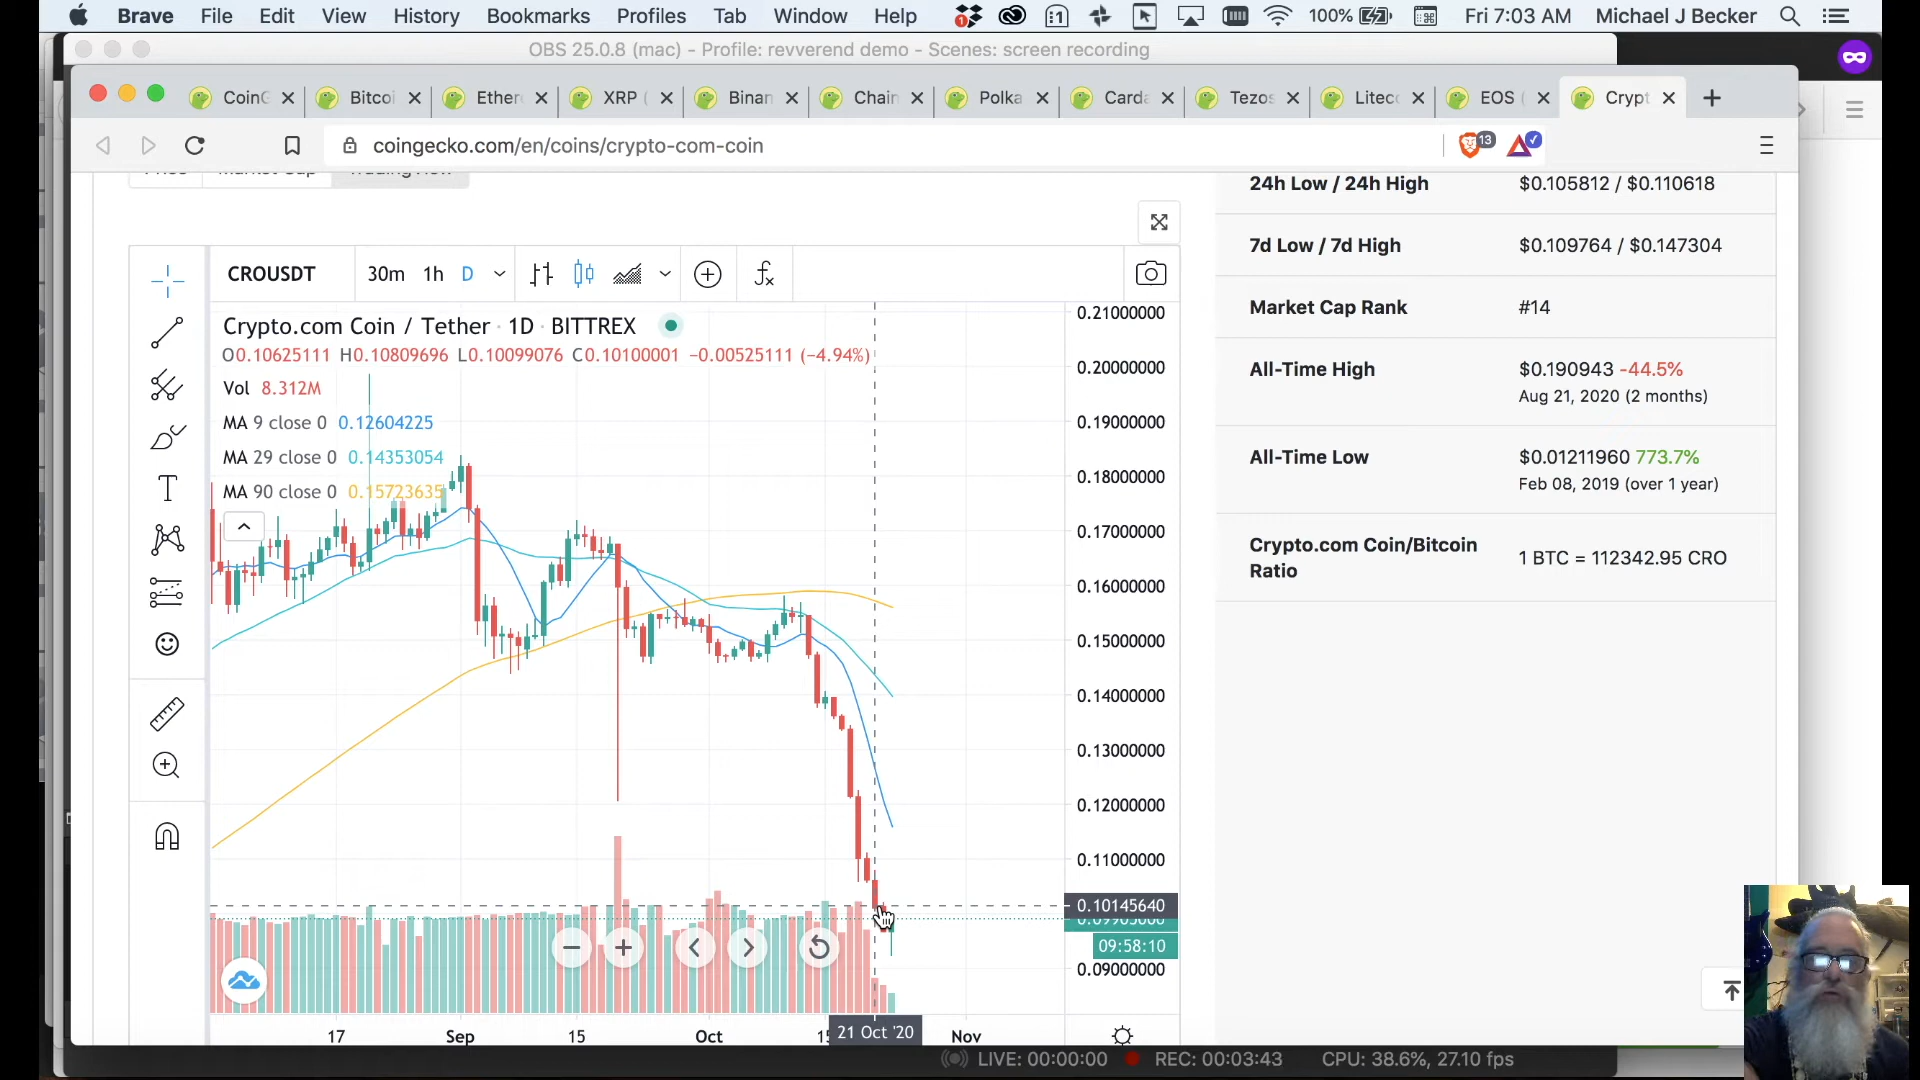 Brave File Edit View History Bookmarks Profiles Tab Window Help 1 1 100% Fri 7:03 AM Michael J Becker
OBS 25.0.8 (mac) - Profile: revverend demo - Scenes: screen recording
CoinG Bitcoi Ether XRP ( Binan Chain Polka Carda Tezos Litec EOS ( Crypt
coingecko.com/en/coins/crypto-com-coin 13
24h Low / 24h High $0.105812 / $0.110618
7d Low / 7d High $0.109764 / $0.147304
Market Cap Rank #14
All-Time High $0.190943 -44.5%
Aug 21, 2020 (2 months)
All-Time Low $0.01211960 773.7%
Feb 08, 2019 (over 1 year)
Crypto.com Coin/Bitcoin Ratio 1 BTC = 112342.95 CRO
CROUSDT 30m 1h D
Crypto.com Coin / Tether · 1D · BITTREX
O0.10625111 H0.10809696 L0.10099076 C0.10100001 −0.00525111 (−4.94%)
Vol 8.312M
MA 9 close 0 0.12604225
MA 29 close 0 0.14353054
MA 90 close 0 0.15723635
0.21000000
0.20000000
0.19000000
0.18000000
0.17000000
0.16000000
0.15000000
0.14000000
0.13000000
0.12000000
0.11000000
0.10145640
09:58:10
0.09000000
17 Sep 15 Oct 21 Oct '20 Nov
LIVE: 00:00:00 REC: 00:03:43 CPU: 38.6%, 27.10 fps